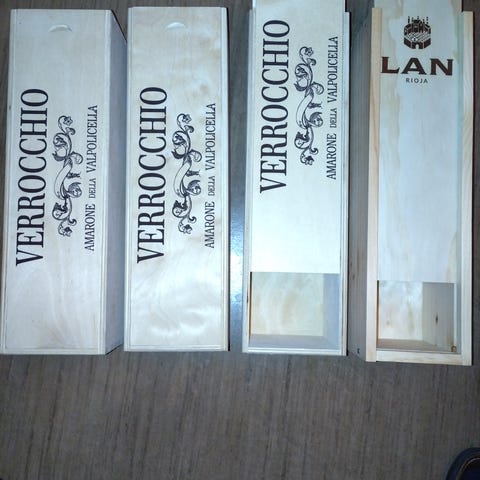 VERROCCHIO
AMARONE DELLA VALPOLICELLA
VERROCCHIO
AMARONE DELLA VALPOLICELLA
VERROCCHIO
AMARONE DELLA VALPOLICELLA
LAN
RIOJA